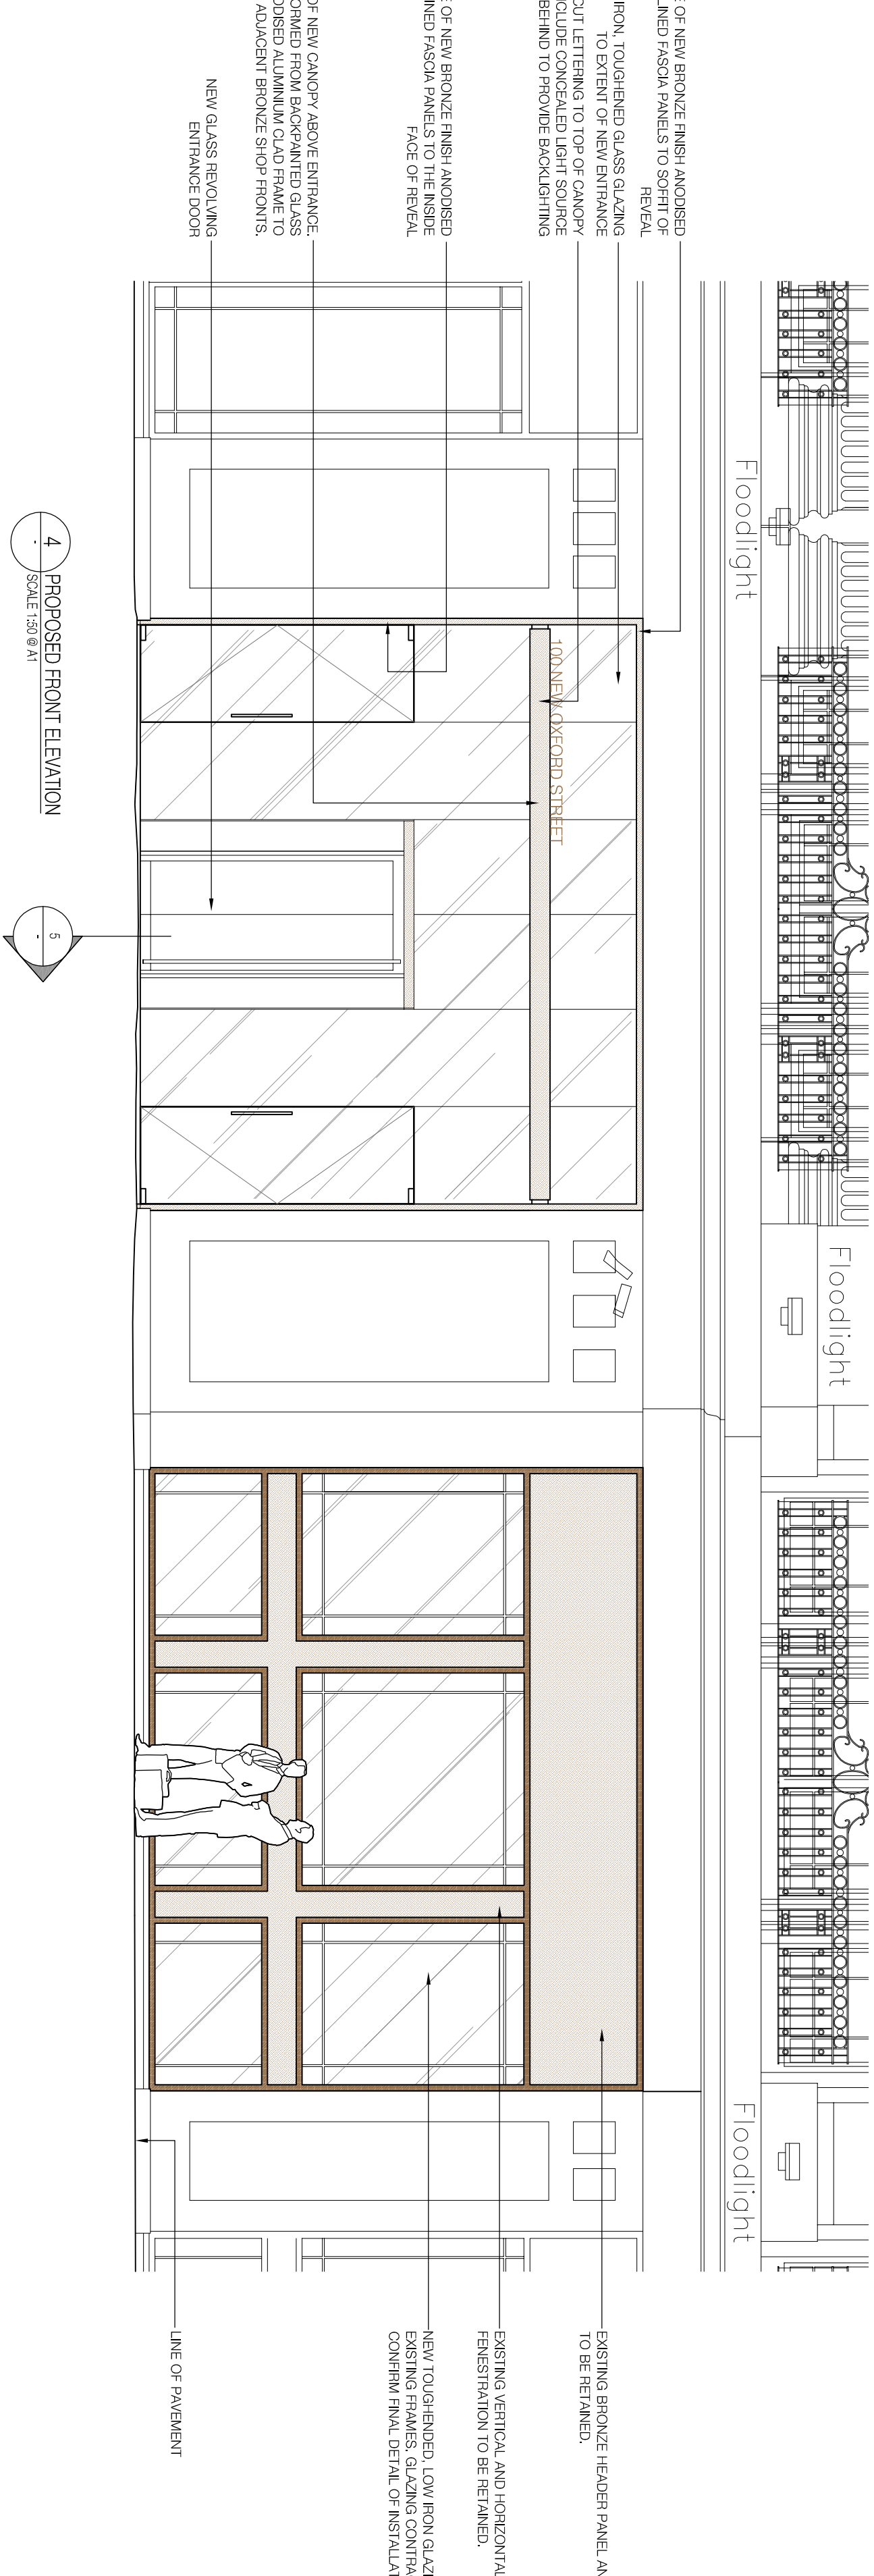 E OF NEW BRONZE FINISH ANODISED
LINED FASCIA PANELS TO SOFFIT OF
REVEAL
IRON, TOUGHENED GLASS GLAZING
TO EXTENT OF NEW ENTRANCE
CUT LETTERING TO TOP OF CANOPY
CLUDE CONCEALED LIGHT SOURCE
BEHIND TO PROVIDE BACKLIGHTING
E OF NEW BRONZE FINISH ANODISED
INED FASCIA PANELS TO THE INSIDE
FACE OF REVEAL
OF NEW CANOPY ABOVE ENTRANCE.
ORMED FROM BACKPAINTED GLASS
ODISED ALUMINIUM CLAD FRAME TO
ADJACENT BRONZE SHOP FRONTS.
NEW GLASS REVOLVING
ENTRANCE DOOR
Floodlight
Floodlight
Floodlight
100 NEW OXFORD STREET
EXISTING BRONZE HEADER PANEL AN
TO BE RETAINED.
EXISTING VERTICAL AND HORIZONTAL
FENESTRATION TO BE RETAINED.
NEW TOUGHENDED, LOW IRON GLAZI
EXISTING FRAMES. GLAZING CONTRA
CONFIRM FINAL DETAIL OF INSTALLAT
LINE OF PAVEMENT
4
-
PROPOSED FRONT ELEVATION
SCALE 1:50 @ A1
5
-